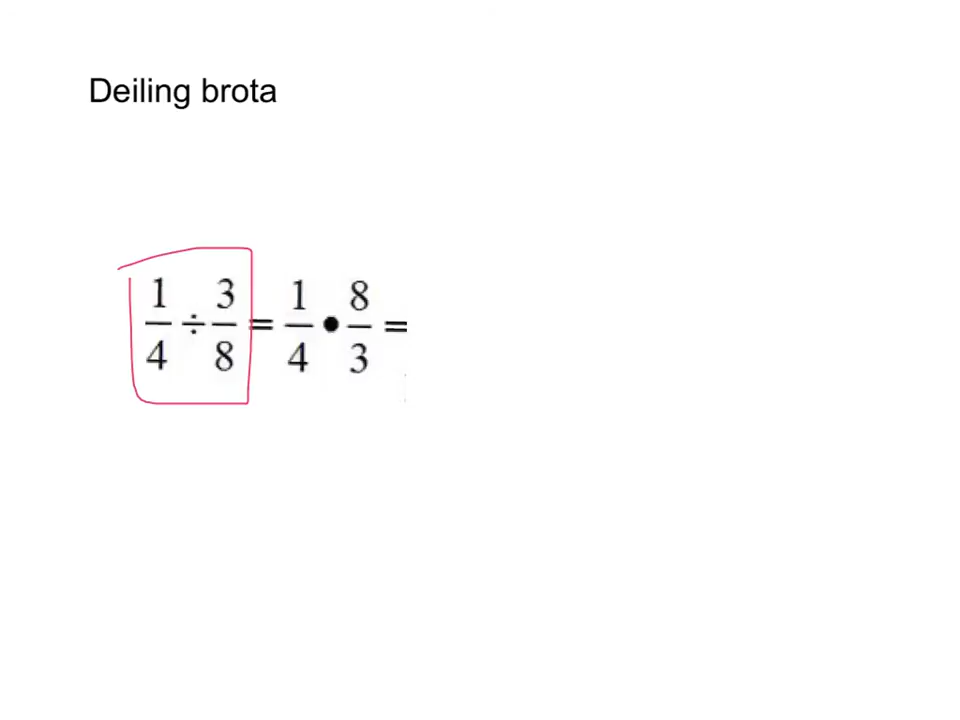 Deiling brota
1/4 ÷ 3/8 = 1/4 • 8/3 =